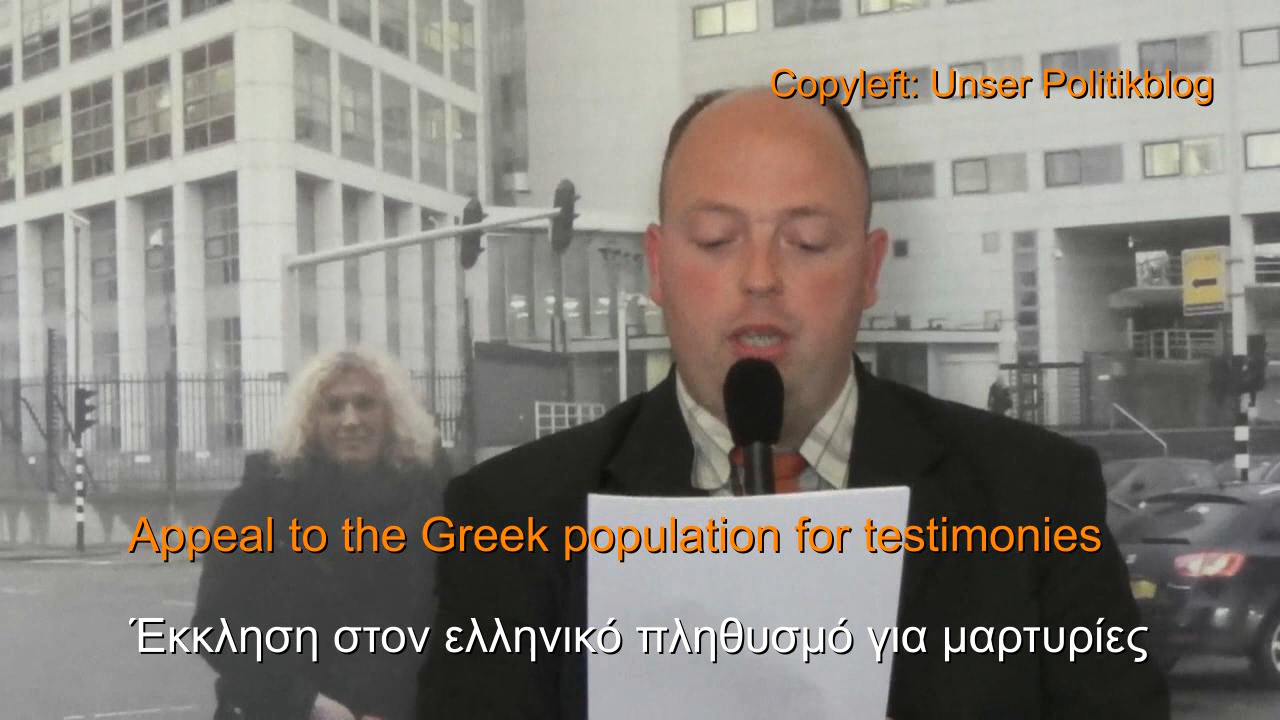 Copyleft: Unser Politikblog
Appeal to the Greek population for testimonies
Έκκληση στον ελληνικό πληθυσμό για μαρτυρίες